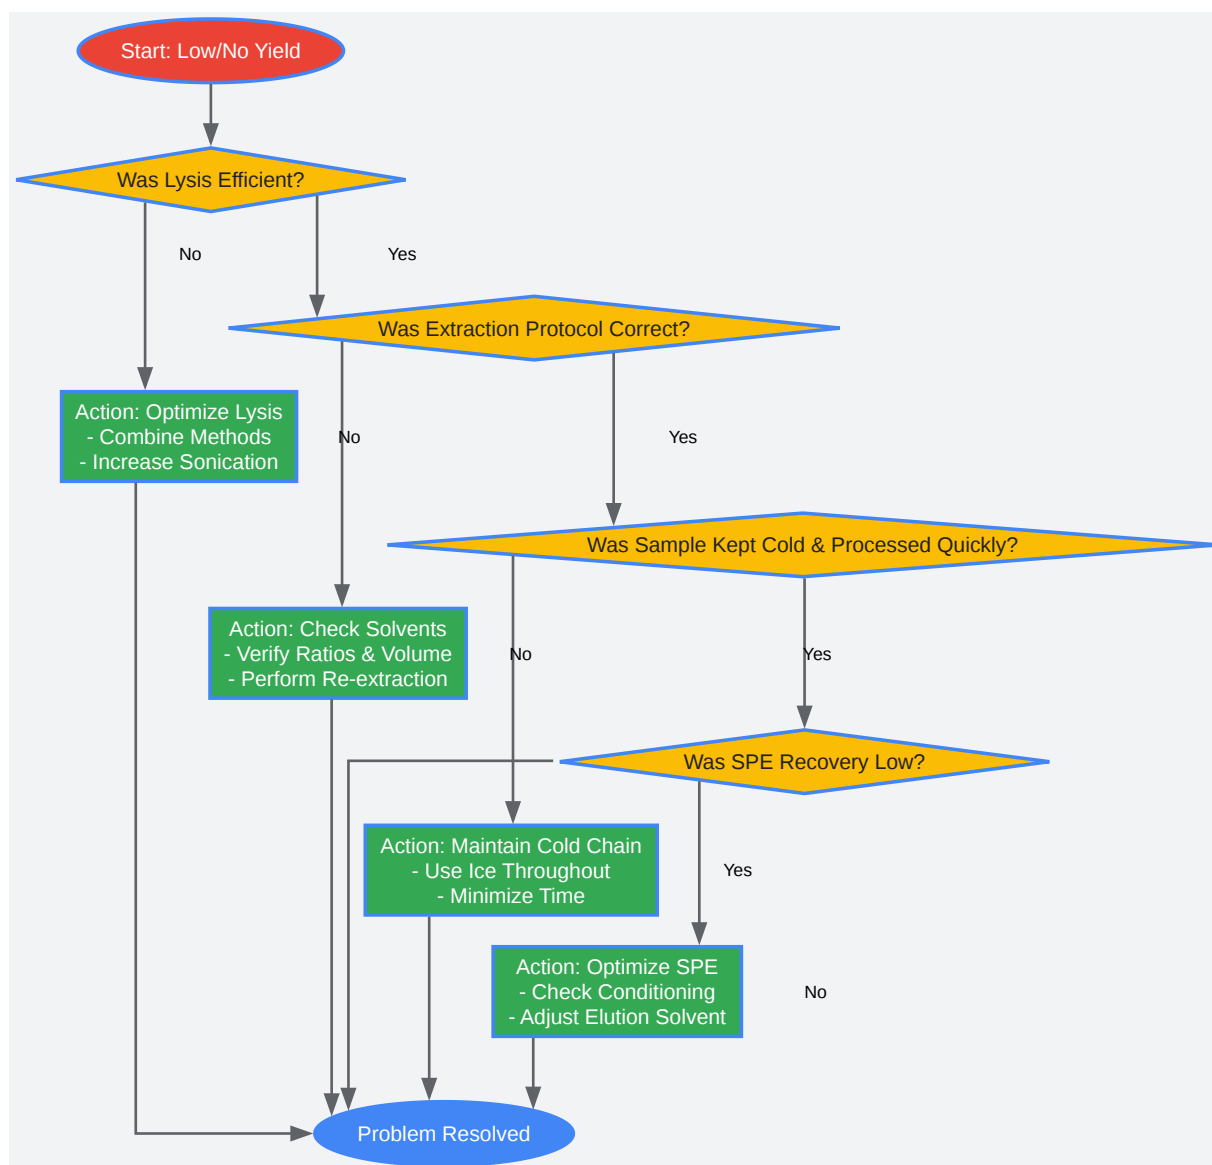 Start: Low/No Yield
Was Lysis Efficient?
No
Yes
Was Extraction Protocol Correct?
Action: Optimize Lysis
- Combine Methods
- Increase Sonication
No
Yes
Was Sample Kept Cold & Processed Quickly?
Action: Check Solvents
- Verify Ratios & Volume
- Perform Re-extraction
No
Yes
Was SPE Recovery Low?
Action: Maintain Cold Chain
- Use Ice Throughout
- Minimize Time
Yes
Action: Optimize SPE
- Check Conditioning
- Adjust Elution Solvent
No
Problem Resolved